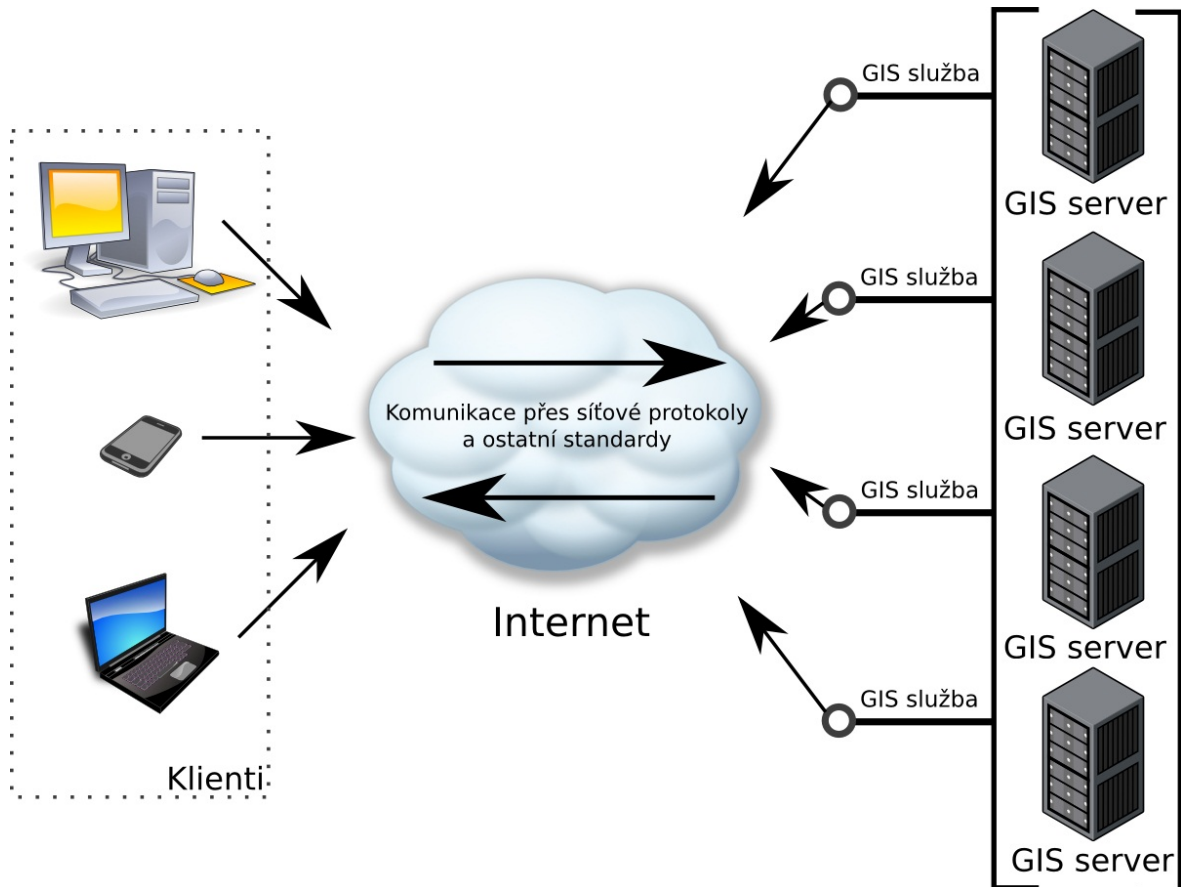 GIS služba
GIS server
GIS služba
GIS server
Komunikace přes síťové protokoly
a ostatní standardy
GIS služba
Internet
GIS server
GIS služba
Klienti
GIS server